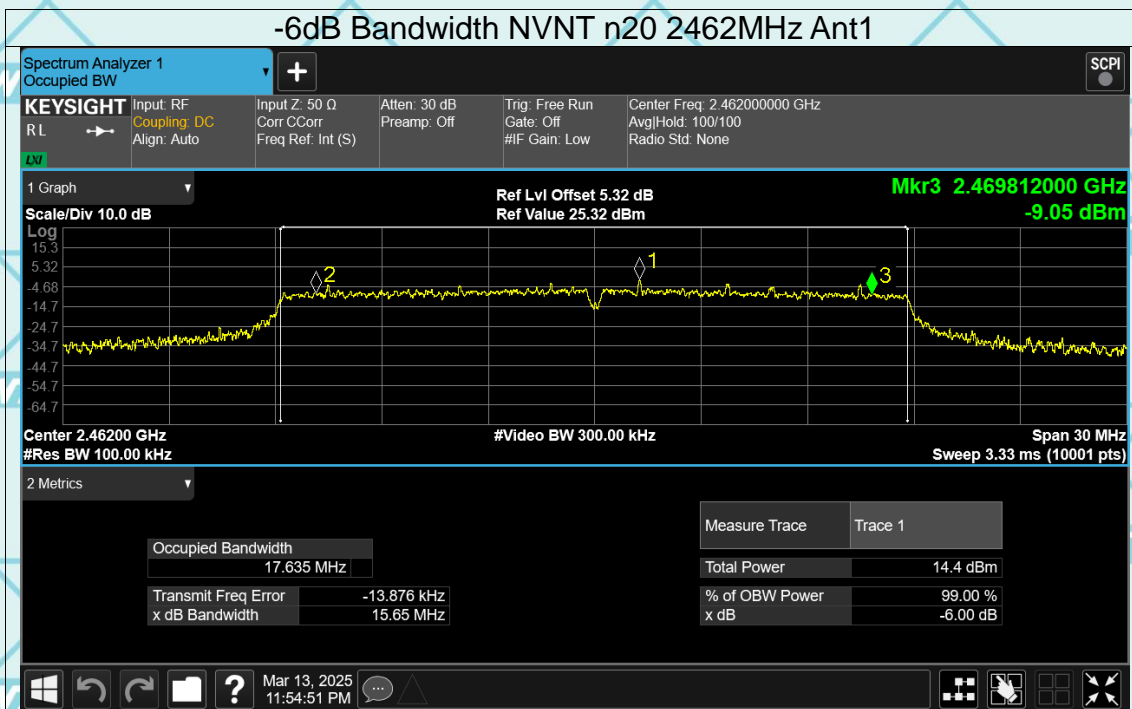 -6dB Bandwidth NVNT n20 2462MHz Ant1
Spectrum Analyzer 1
Occupied BW
+
SCPI
KEYSIGHT
RL
LXI
Input: RF
Coupling: DC
Align: Auto
Input Z: 50 Ω
Corr CCorr
Freq Ref: Int (S)
Atten: 30 dB
Preamp: Off
Trig: Free Run
Gate: Off
#IF Gain: Low
Center Freq: 2.462000000 GHz
Avg|Hold: 100/100
Radio Std: None
1 Graph
Scale/Div 10.0 dB
Ref Lvl Offset 5.32 dB
Ref Value 25.32 dBm
Mkr3 2.469812000 GHz
-9.05 dBm
Log
15.3
5.32
-4.68
-14.7
-24.7
-34.7
-44.7
-54.7
-64.7
2
1
3
Center 2.46200 GHz
#Video BW 300.00 kHz
Span 30 MHz
#Res BW 100.00 kHz
Sweep 3.33 ms (10001 pts)
2 Metrics
Occupied Bandwidth
17.635 MHz
Transmit Freq Error -13.876 kHz
x dB Bandwidth 15.65 MHz
Measure Trace Trace 1
Total Power 14.4 dBm
% of OBW Power 99.00 %
x dB -6.00 dB
?
Mar 13, 2025
11:54:51 PM